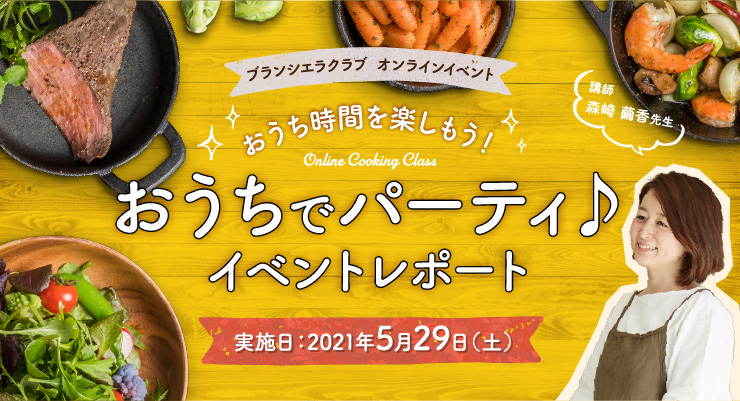 ブランシエラクラブ オンラインイベント
おうち時間を楽しもう!
Online Cooking Class
おうちでパーティ♪
イベントレポート
実施日：2021年5月29日（土）
講師
森崎 繭香先生